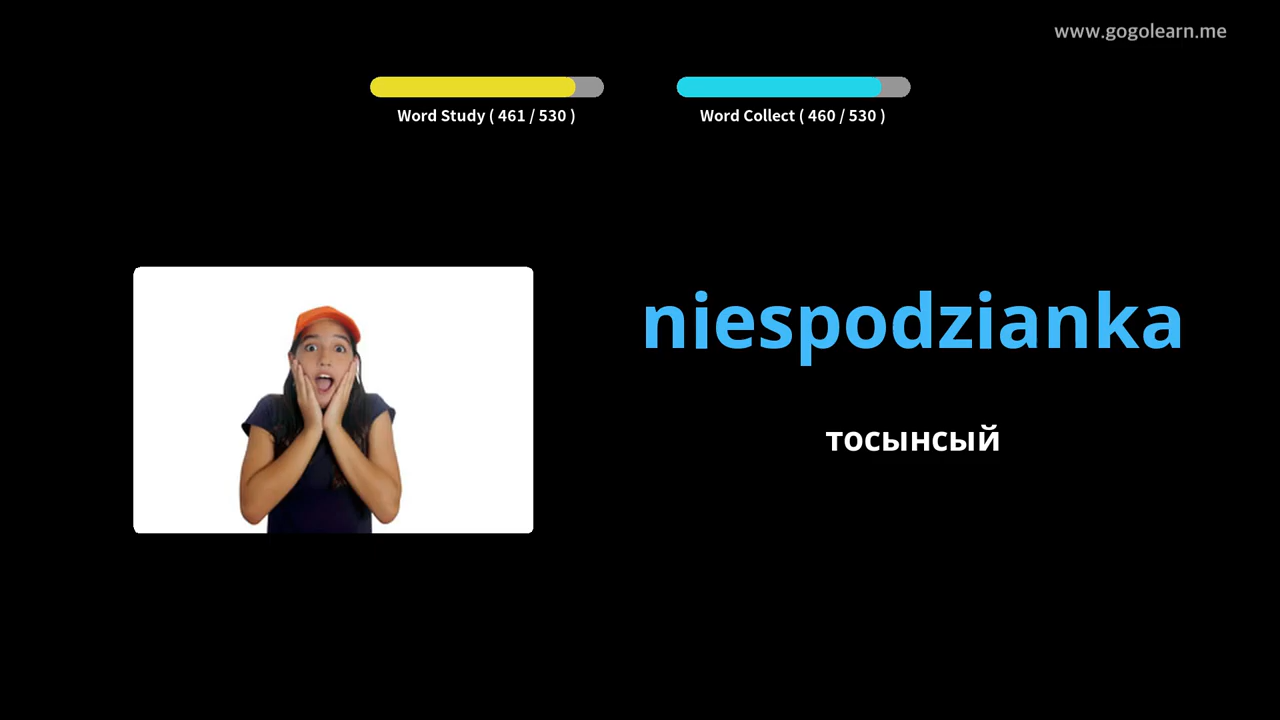 www.gogolearn.me
Word Study ( 461 / 530 )
Word Collect ( 460 / 530 )
niespodzianka
тосынсый